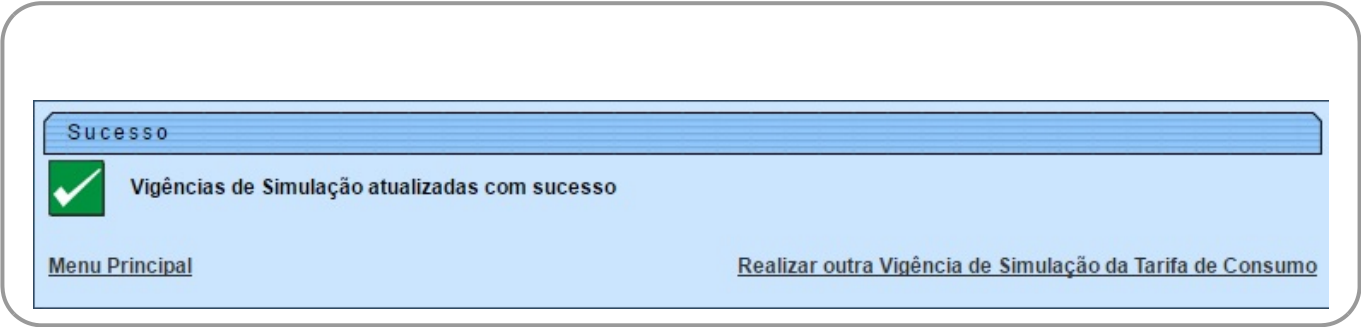 Sucesso
Vigências de Simulação atualizadas com sucesso
Menu Principal
Realizar outra Vigência de Simulação da Tarifa de Consumo